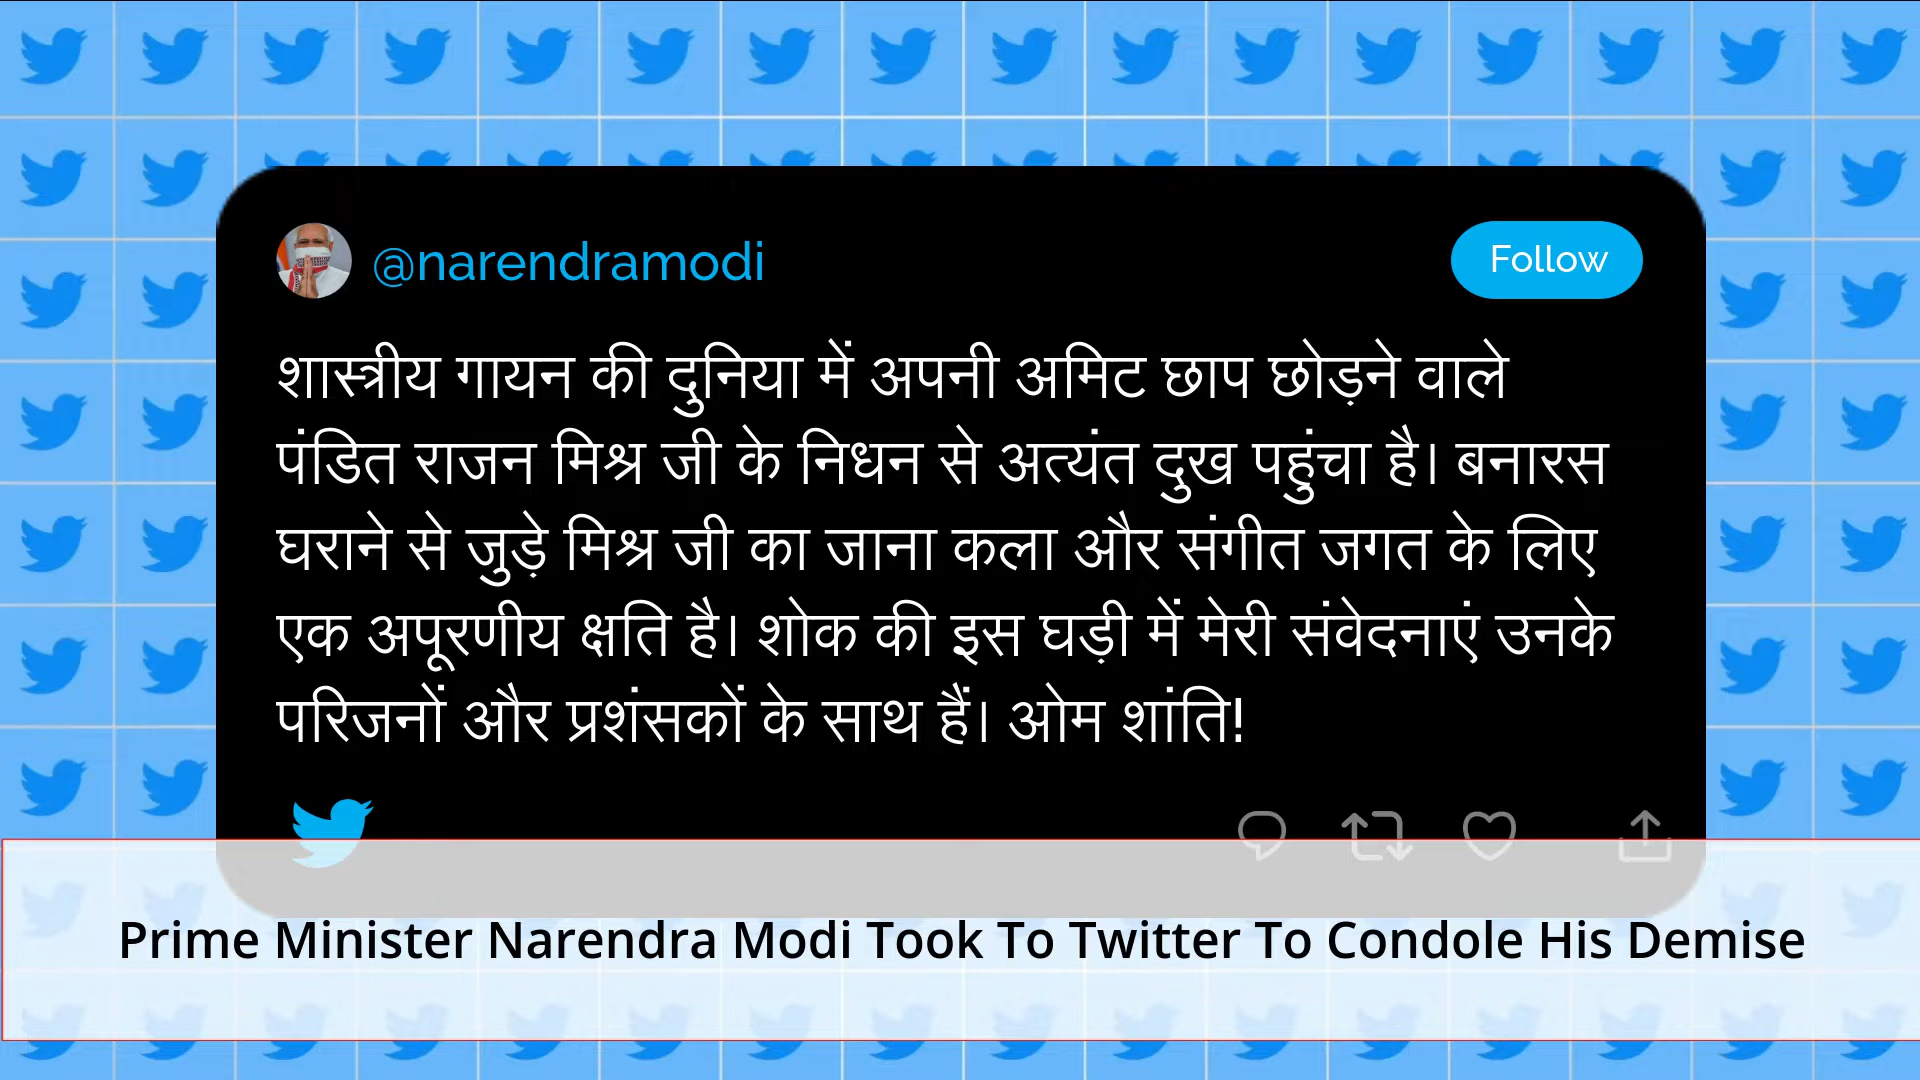 @narendramodi
Follow
शास्त्रीय गायन की दुनिया में अपनी अमिट छाप छोड़ने वाले
पंडित राजन मिश्र जी के निधन से अत्यंत दुख पहुंचा है। बनारस
घराने से जुड़े मिश्र जी का जाना कला और संगीत जगत के लिए
एक अपूरणीय क्षति है। शोक की इस घड़ी में मेरी संवेदनाएं उनके
परिजनों और प्रशंसकों के साथ हैं। ओम शांति!
Prime Minister Narendra Modi Took To Twitter To Condole His Demise